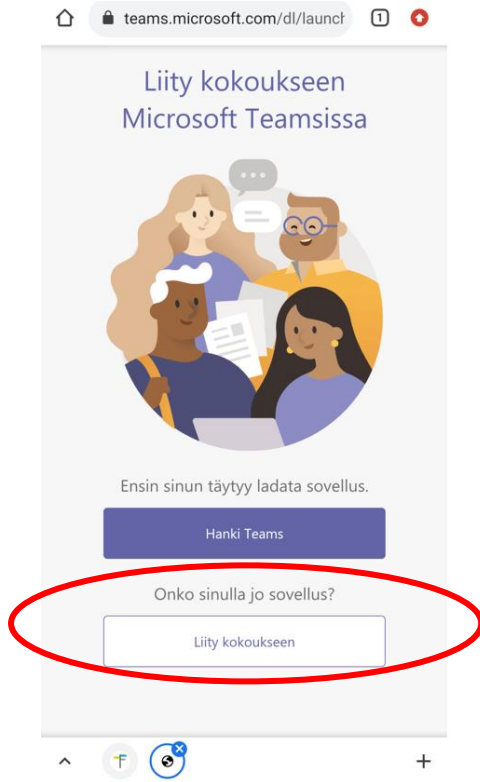 teams.microsoft.com/dl/launch
1
Liity kokoukseen
Microsoft Teamsissa
Ensin sinun täytyy ladata sovellus.
Hanki Teams
Onko sinulla jo sovellus?
Liity kokoukseen